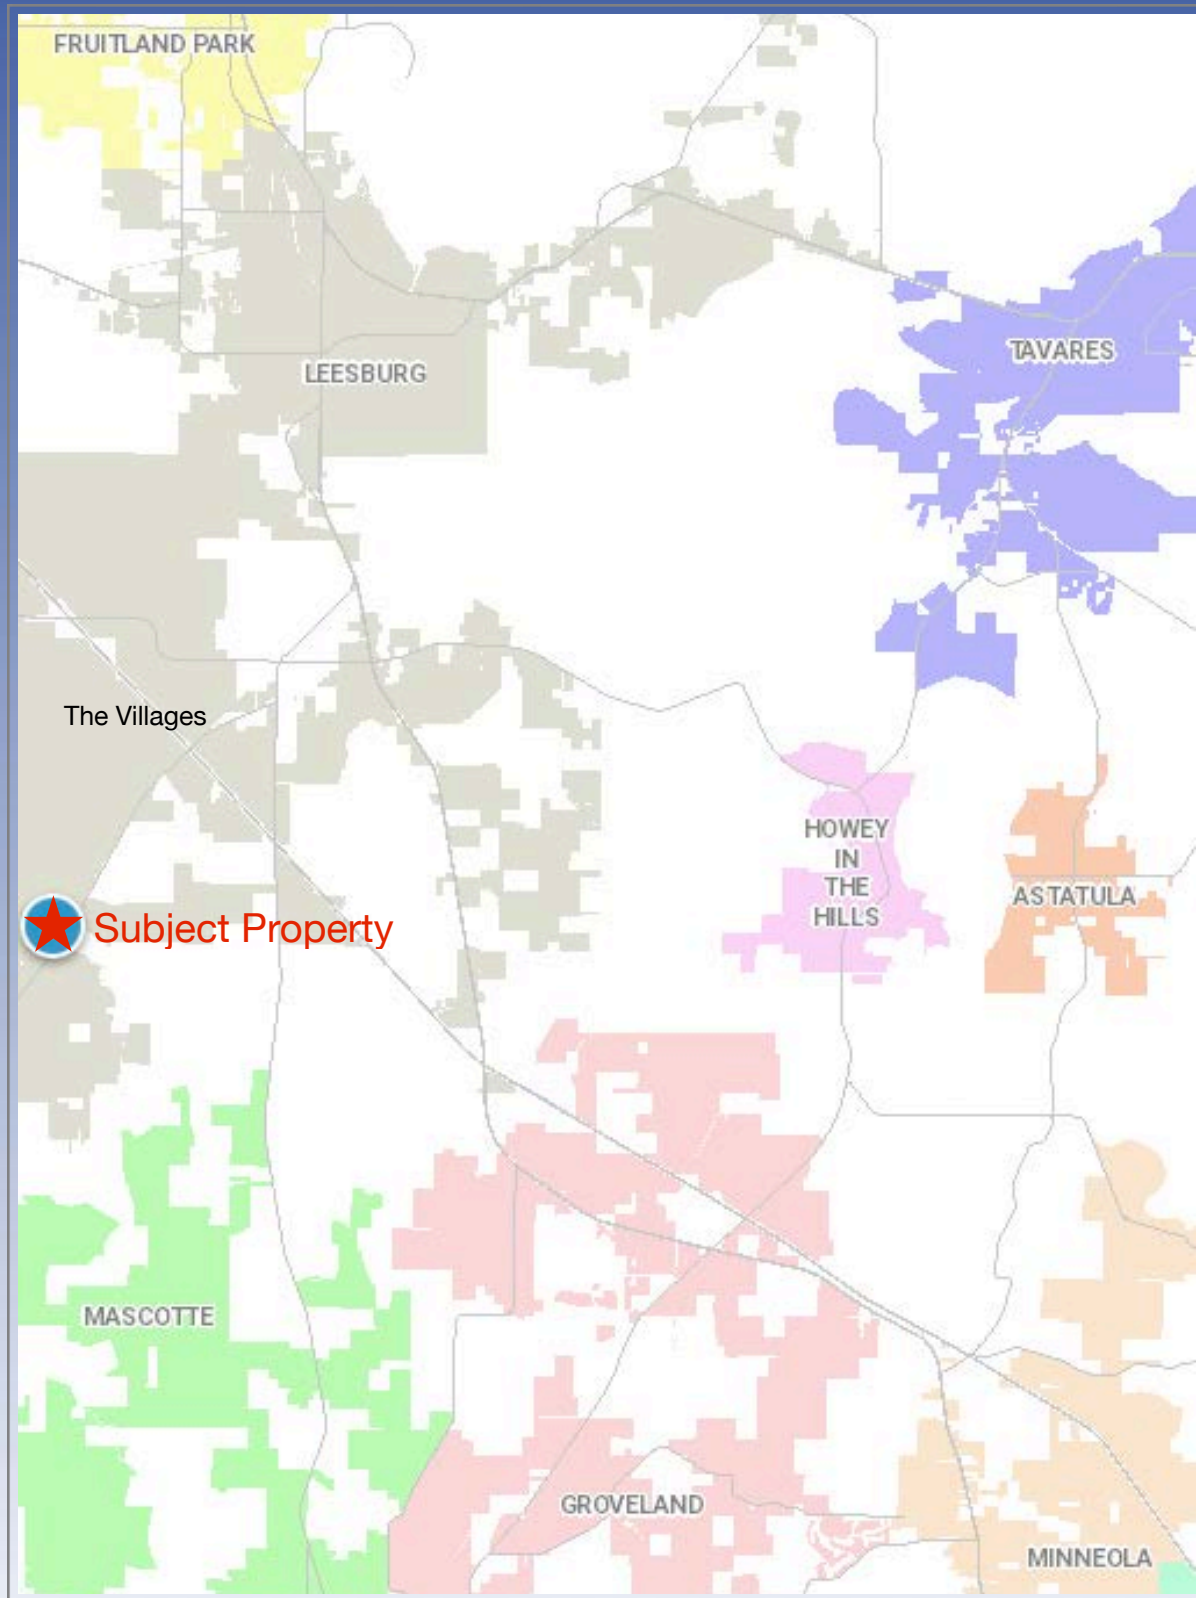 FRUITLAND PARK
TAVARES
LEESBURG
The Villages
HOWEY
IN
THE
HILLS
ASTATULA
Subject Property
MASCOTTE
GROVELAND
MINNEOLA